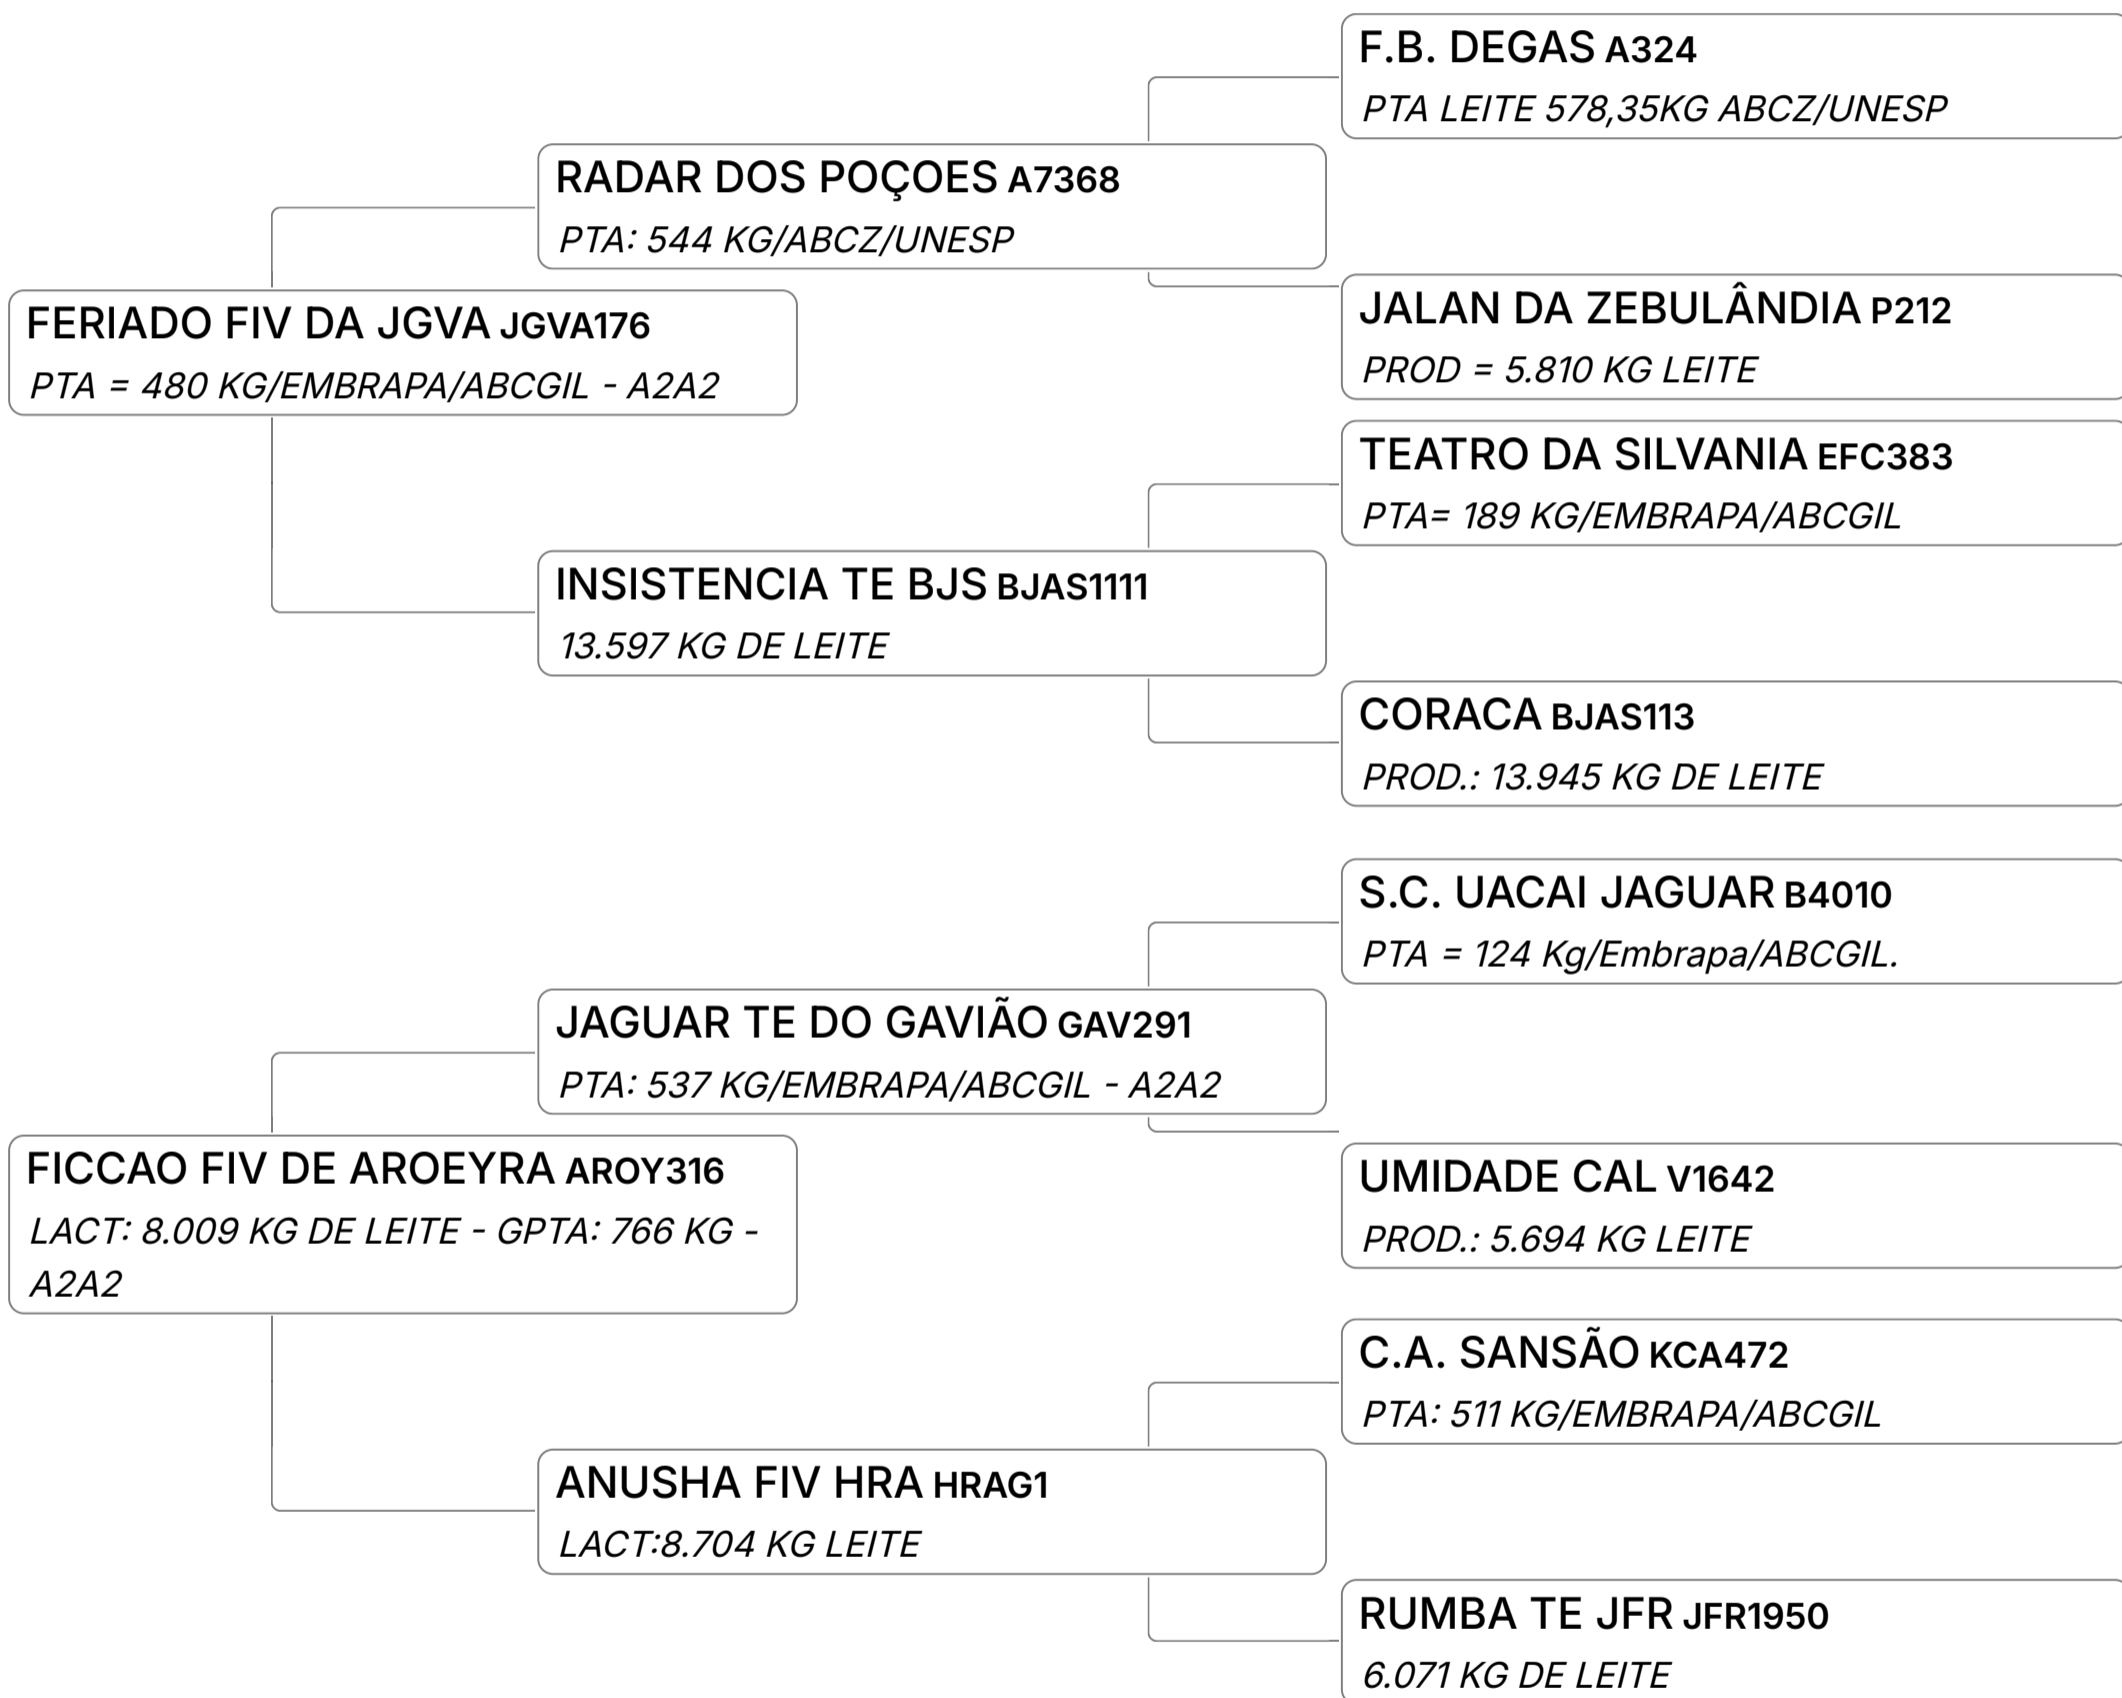 F.B. DEGAS A324
PTA LEITE 578,35KG ABCZ/UNESP
RADAR DOS POÇOES A7368
PTA: 544 KG/ABCZ/UNESP
JALAN DA ZEBULÂNDIA P212
PROD = 5.810 KG LEITE
FERIADO FIV DA JGVA JGVA176
PTA = 480 KG/EMBRAPA/ABCGIL - A2A2
TEATRO DA SILVANIA EFC383
PTA= 189 KG/EMBRAPA/ABCGIL
INSISTENCIA TE BJS BJAS1111
13.597 KG DE LEITE
CORACA BJAS113
PROD.: 13.945 KG DE LEITE
S.C. UACAI JAGUAR B4010
PTA = 124 Kg/Embrapa/ABCGIL.
JAGUAR TE DO GAVIÃO GAV291
PTA: 537 KG/EMBRAPA/ABCGIL - A2A2
UMIDADE CAL V1642
PROD.: 5.694 KG LEITE
FICCAO FIV DE AROEYRA AROY316
LACT: 8.009 KG DE LEITE - GPTA: 766 KG -
A2A2
C.A. SANSÃO KCA472
PTA: 511 KG/EMBRAPA/ABCGIL
ANUSHA FIV HRA HRAG1
LACT:8.704 KG LEITE
RUMBA TE JFR JFR1950
6.071 KG DE LEITE